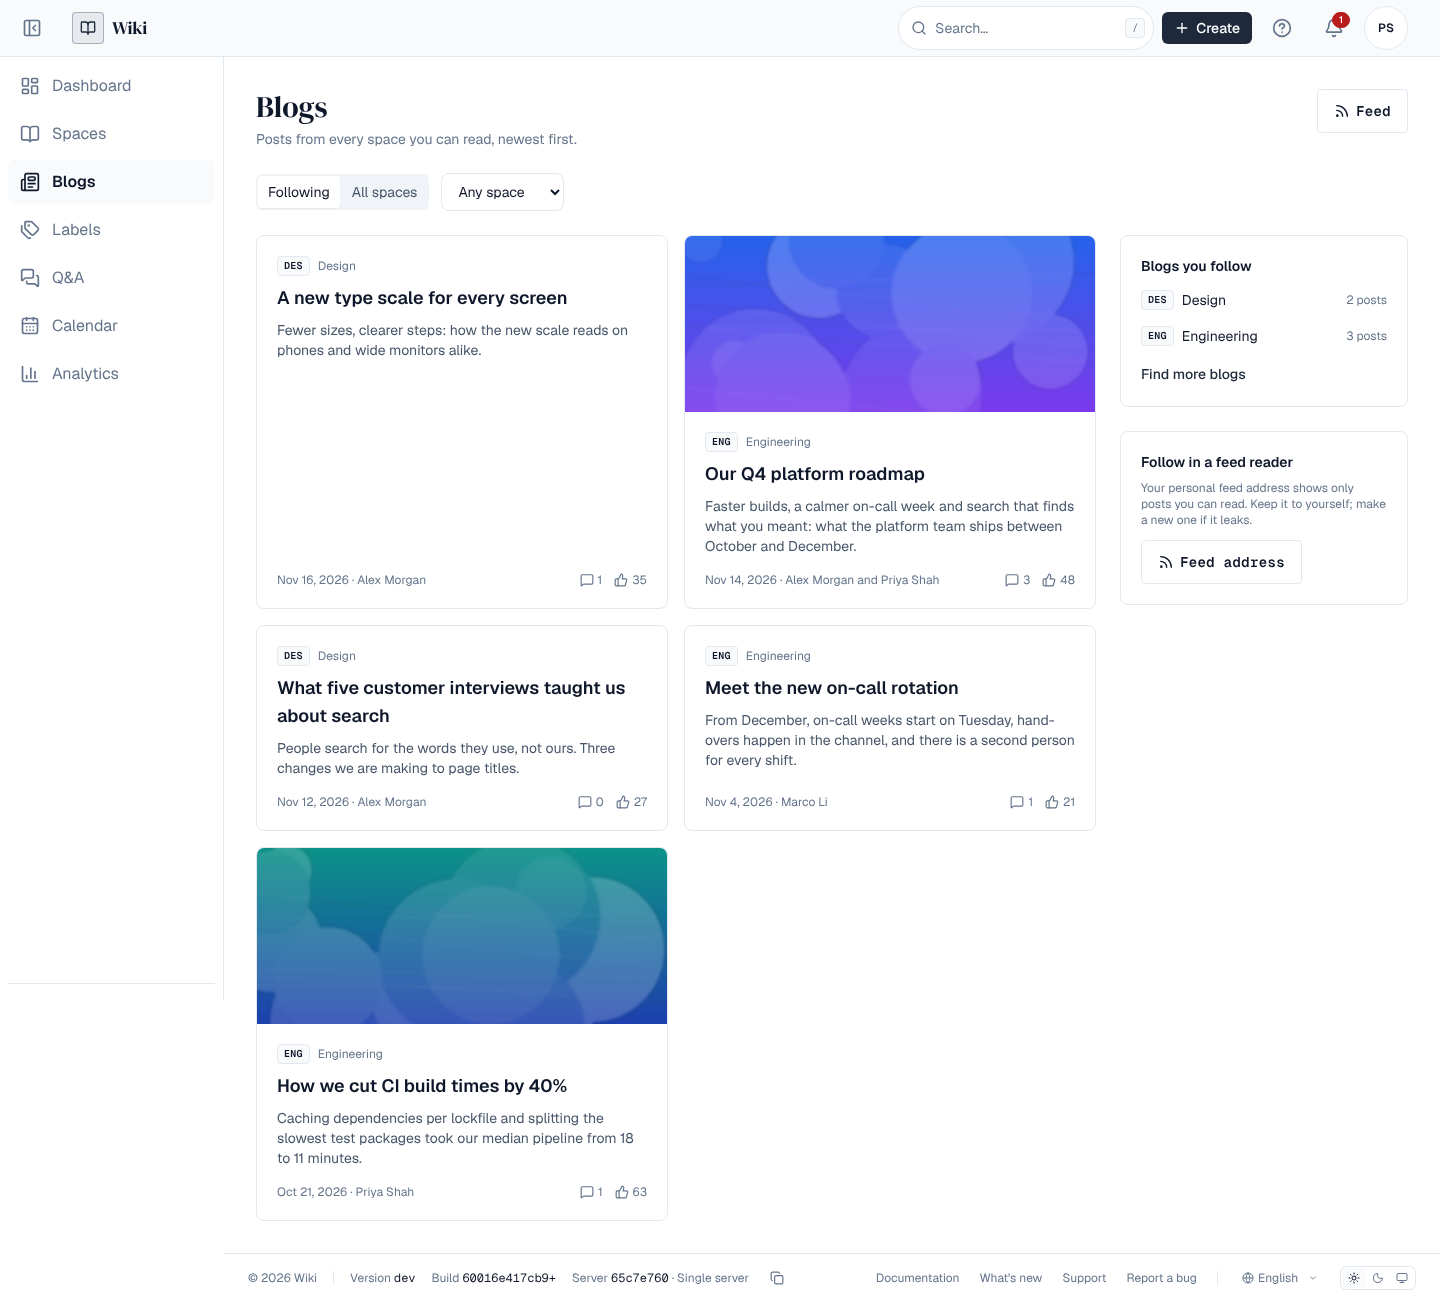 Wiki
Search...
/
Create
1
PS
Dashboard
Spaces
Blogs
Labels
Q&A
Calendar
Analytics
Blogs
Posts from every space you can read, newest first.
Feed
Following
All spaces
Any space
DES Design
A new type scale for every screen
Fewer sizes, clearer steps: how the new scale reads on
phones and wide monitors alike.
Nov 16, 2026 · Alex Morgan
1
35
ENG Engineering
Our Q4 platform roadmap
Faster builds, a calmer on-call week and search that finds
what you meant: what the platform team ships between
October and December.
Nov 14, 2026 · Alex Morgan and Priya Shah
3
48
DES Design
What five customer interviews taught us
about search
People search for the words they use, not ours. Three
changes we are making to page titles.
Nov 12, 2026 · Alex Morgan
0
27
ENG Engineering
Meet the new on-call rotation
From December, on-call weeks start on Tuesday, hand-
overs happen in the channel, and there is a second person
for every shift.
Nov 4, 2026 · Marco Li
1
21
ENG Engineering
How we cut CI build times by 40%
Caching dependencies per lockfile and splitting the
slowest test packages took our median pipeline from 18
to 11 minutes.
Oct 21, 2026 · Priya Shah
1
63
Blogs you follow
DES Design 2 posts
ENG Engineering 3 posts
Find more blogs
Follow in a feed reader
Your personal feed address shows only
posts you can read. Keep it to yourself; make
a new one if it leaks.
Feed address
© 2026 Wiki
Version dev
Build 60016e417cb9+
Server 65c7e760 · Single server
Documentation
What's new
Support
Report a bug
English